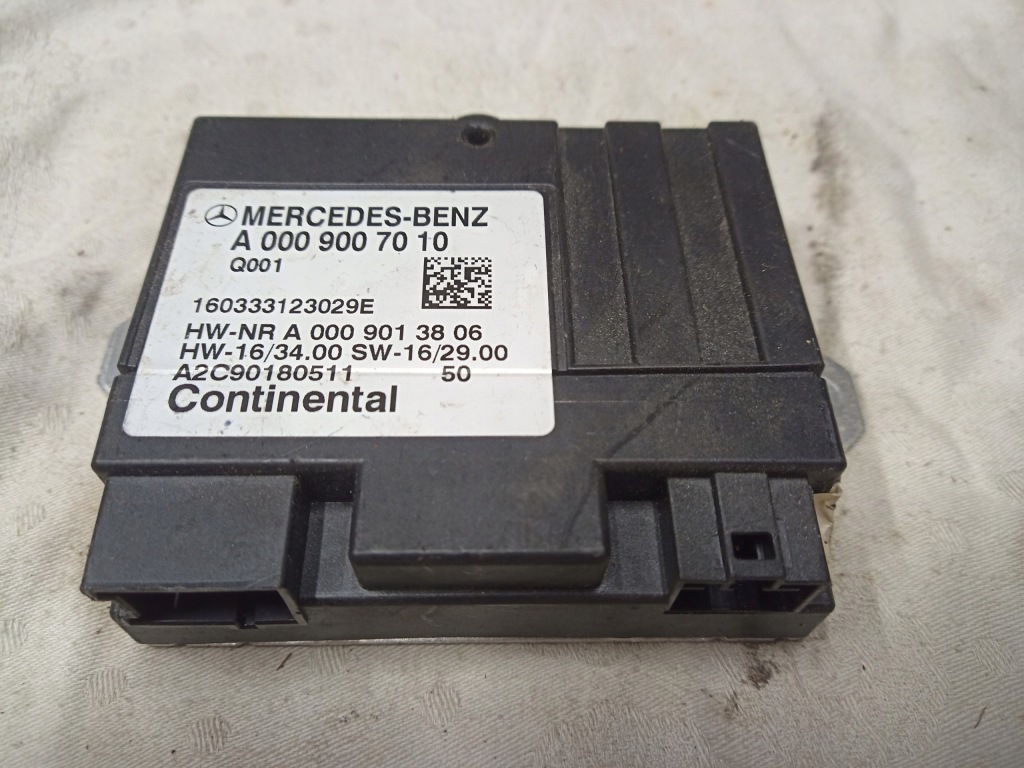 MERCEDES-BENZ
A 000 900 70 10
Q001
160333123029E
HW-NR A 000 901 38 06
HW-16/34.00 SW-16/29.00
A2C90180511 50
Continental